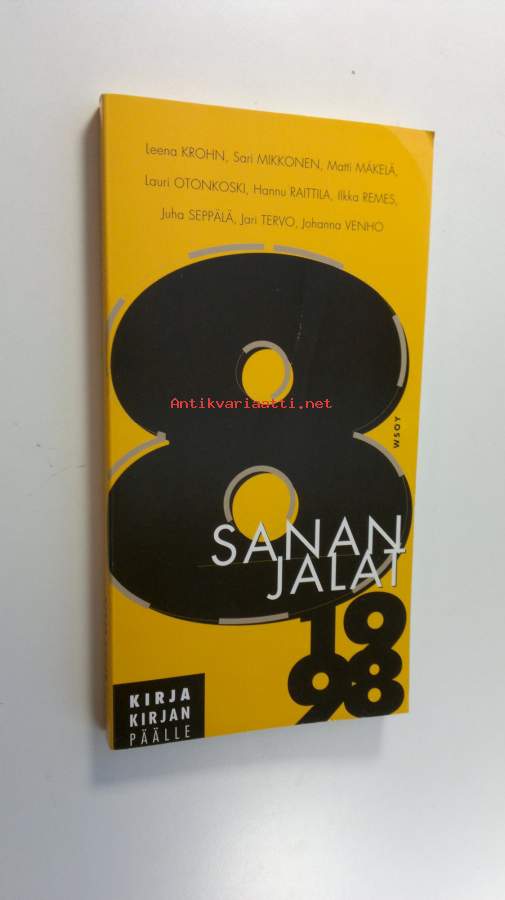 Leena KROHN, Sari MIKKONEN, Matti MÄKELÄ,
Lauri OTONKOSKI, Hannu RAITTILA, Ilkka REMES,
Juha SEPPÄLÄ, Jari TERVO, Johanna VENHO
8
Antikvariaatti.net
WSOY
SANAN
JALAT
19
98
KIRJA
KIRJAN
PÄÄLLE